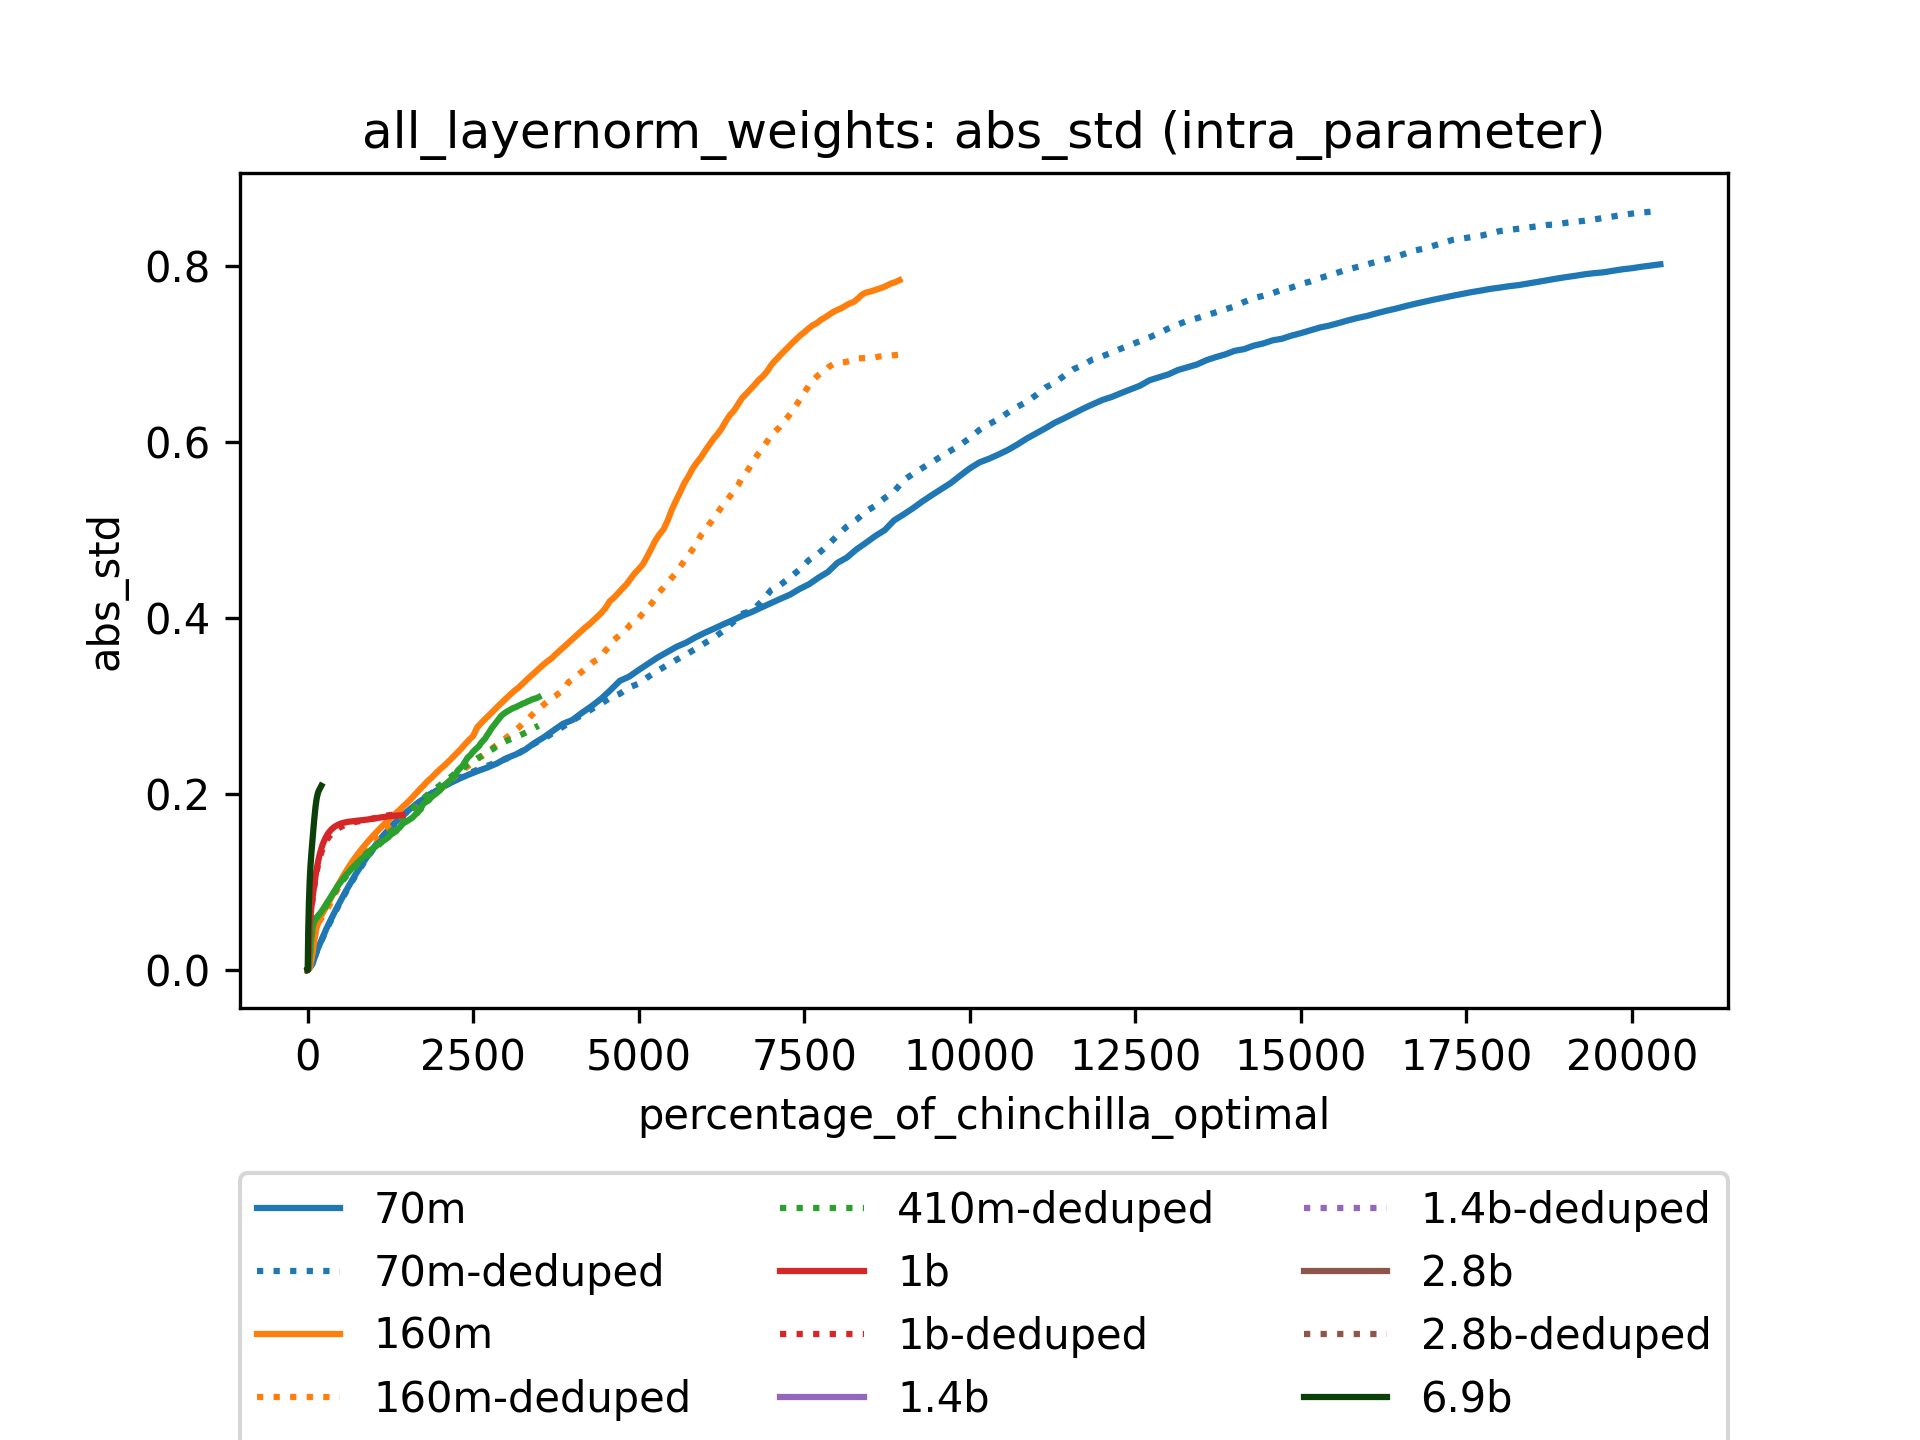 all_layernorm_weights: abs_std (intra_parameter)
abs_std
0.8
0.6
0.4
0.2
0.0
0 2500 5000 7500 10000 12500 15000 17500 20000
percentage_of_chinchilla_optimal
70m 410m-deduped 1.4b-deduped
70m-deduped 1b 2.8b
160m 1b-deduped 2.8b-deduped
160m-deduped 1.4b 6.9b